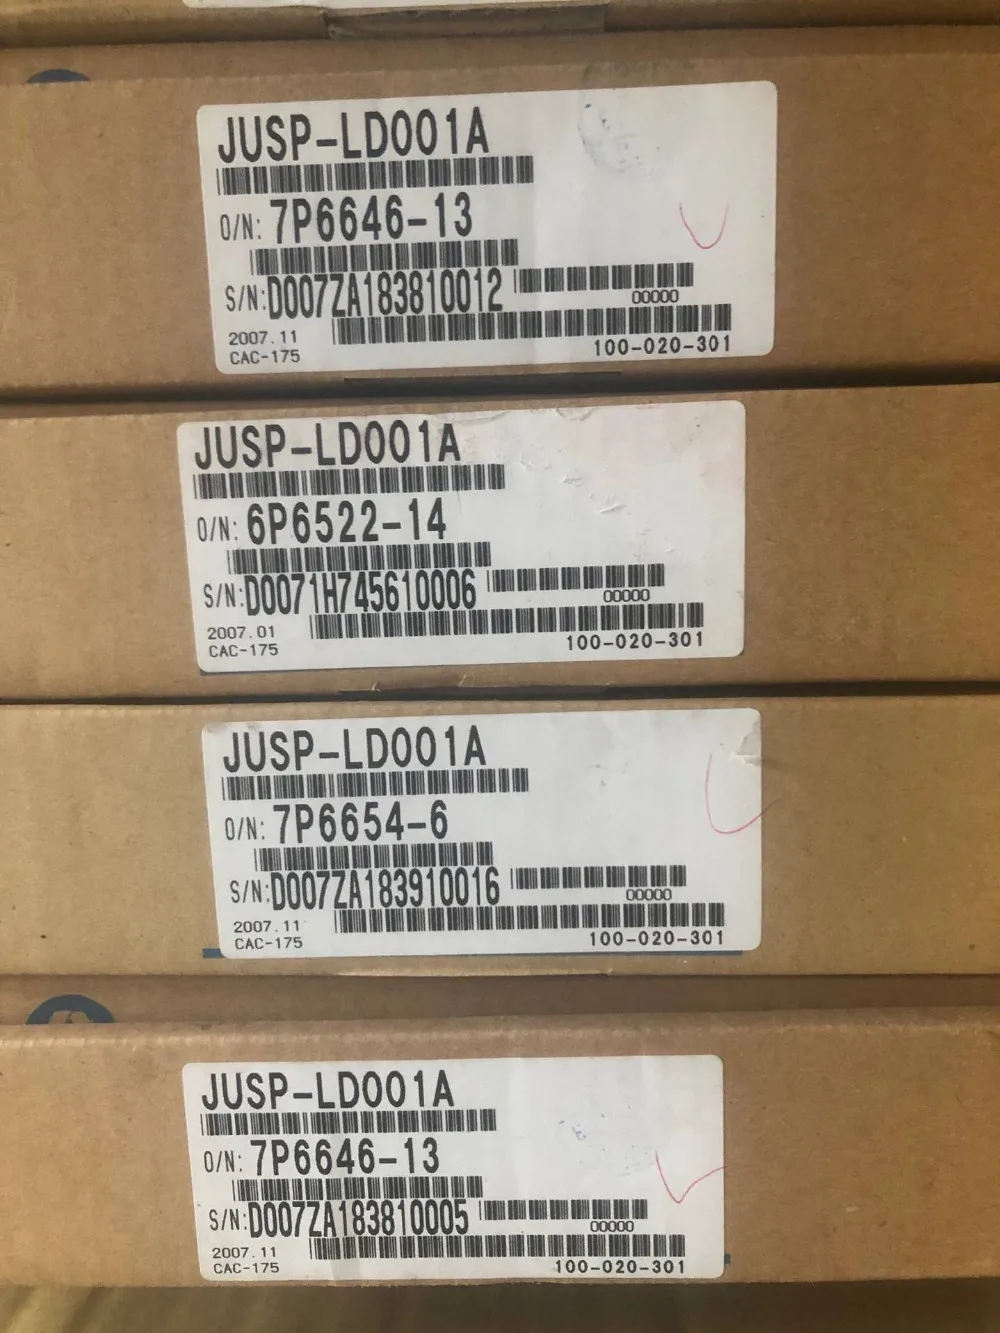 JUSP-LD001A
O/N: 7P6646-13
S/N:D007ZA183810012
00000
2007.11
CAC-175
100-020-301
JUSP-LD001A
O/N: 6P6522-14
S/N:D0071H745610006
00000
2007.01
CAC-175
100-020-301
JUSP-LD001A
O/N: 7P6654-6
S/N:D007ZA183910016
00000
2007.11
CAC-175
100-020-301
JUSP-LD001A
O/N: 7P6646-13
S/N:D007ZA183810005
00000
2007.11
CAC-175
100-020-301